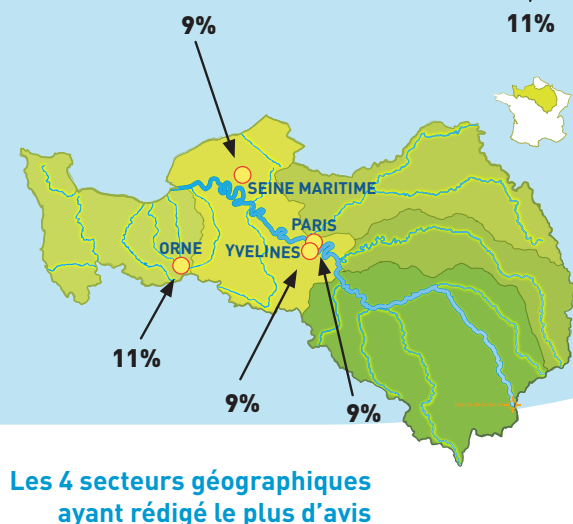 9%
11%
SEINE MARITIME
PARIS
ORNE
YVELINES
11%
9%
9%
Les 4 secteurs géographiques
ayant rédigé le plus d'avis